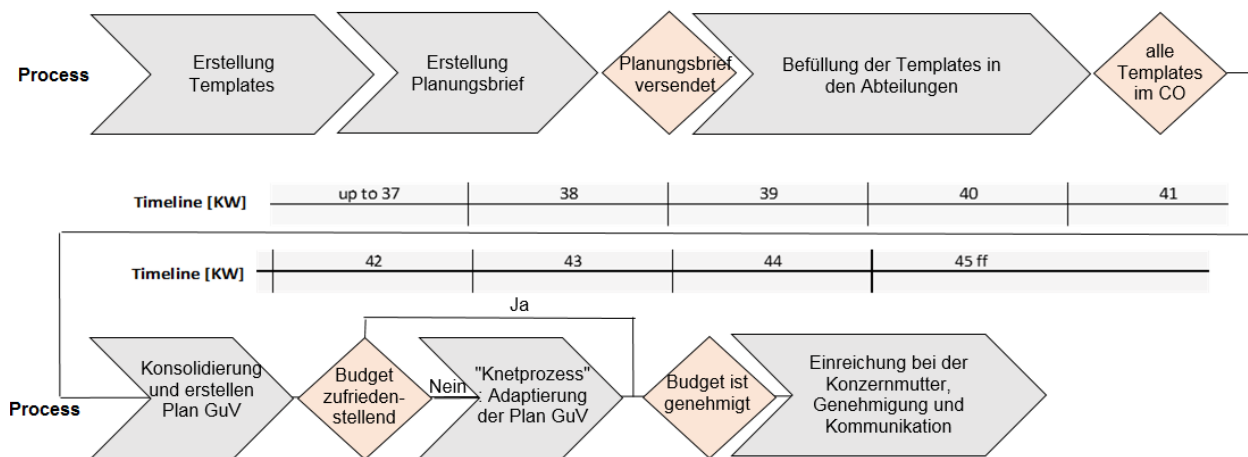 Process
Erstellung
Templates
Erstellung
Planungsbrief
Planungsbrief
versendet
Befüllung der Templates in
den Abteilungen
alle
Templates
im CO
Timeline [KW]
up to 37
38
39
40
41
Timeline [KW]
42
43
44
45 ff
Ja
Process
Konsolidierung
und erstellen
Plan GuV
Budget
zufrieden-
stellend
Nein
"Knetprozess"
: Adaptierung
der Plan GuV
Budget ist
genehmigt
Einreichung bei der
Konzernmutter,
Genehmigung und
Kommunikation